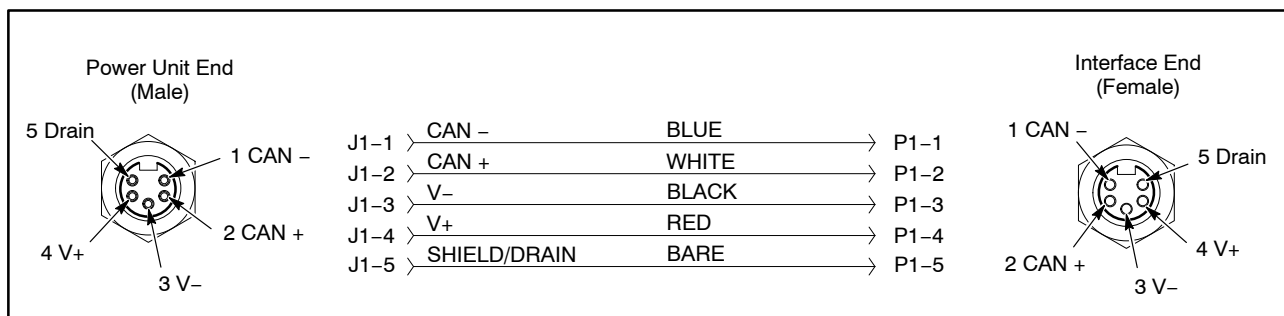 Power Unit End
(Male)
5 Drain
1 CAN −
4 V+
2 CAN +
3 V−
J1−1 CAN − BLUE P1−1
J1−2 CAN + WHITE P1−2
J1−3 V− BLACK P1−3
J1−4 V+ RED P1−4
J1−5 SHIELD/DRAIN BARE P1−5
Interface End
(Female)
1 CAN −
5 Drain
2 CAN +
4 V+
3 V−